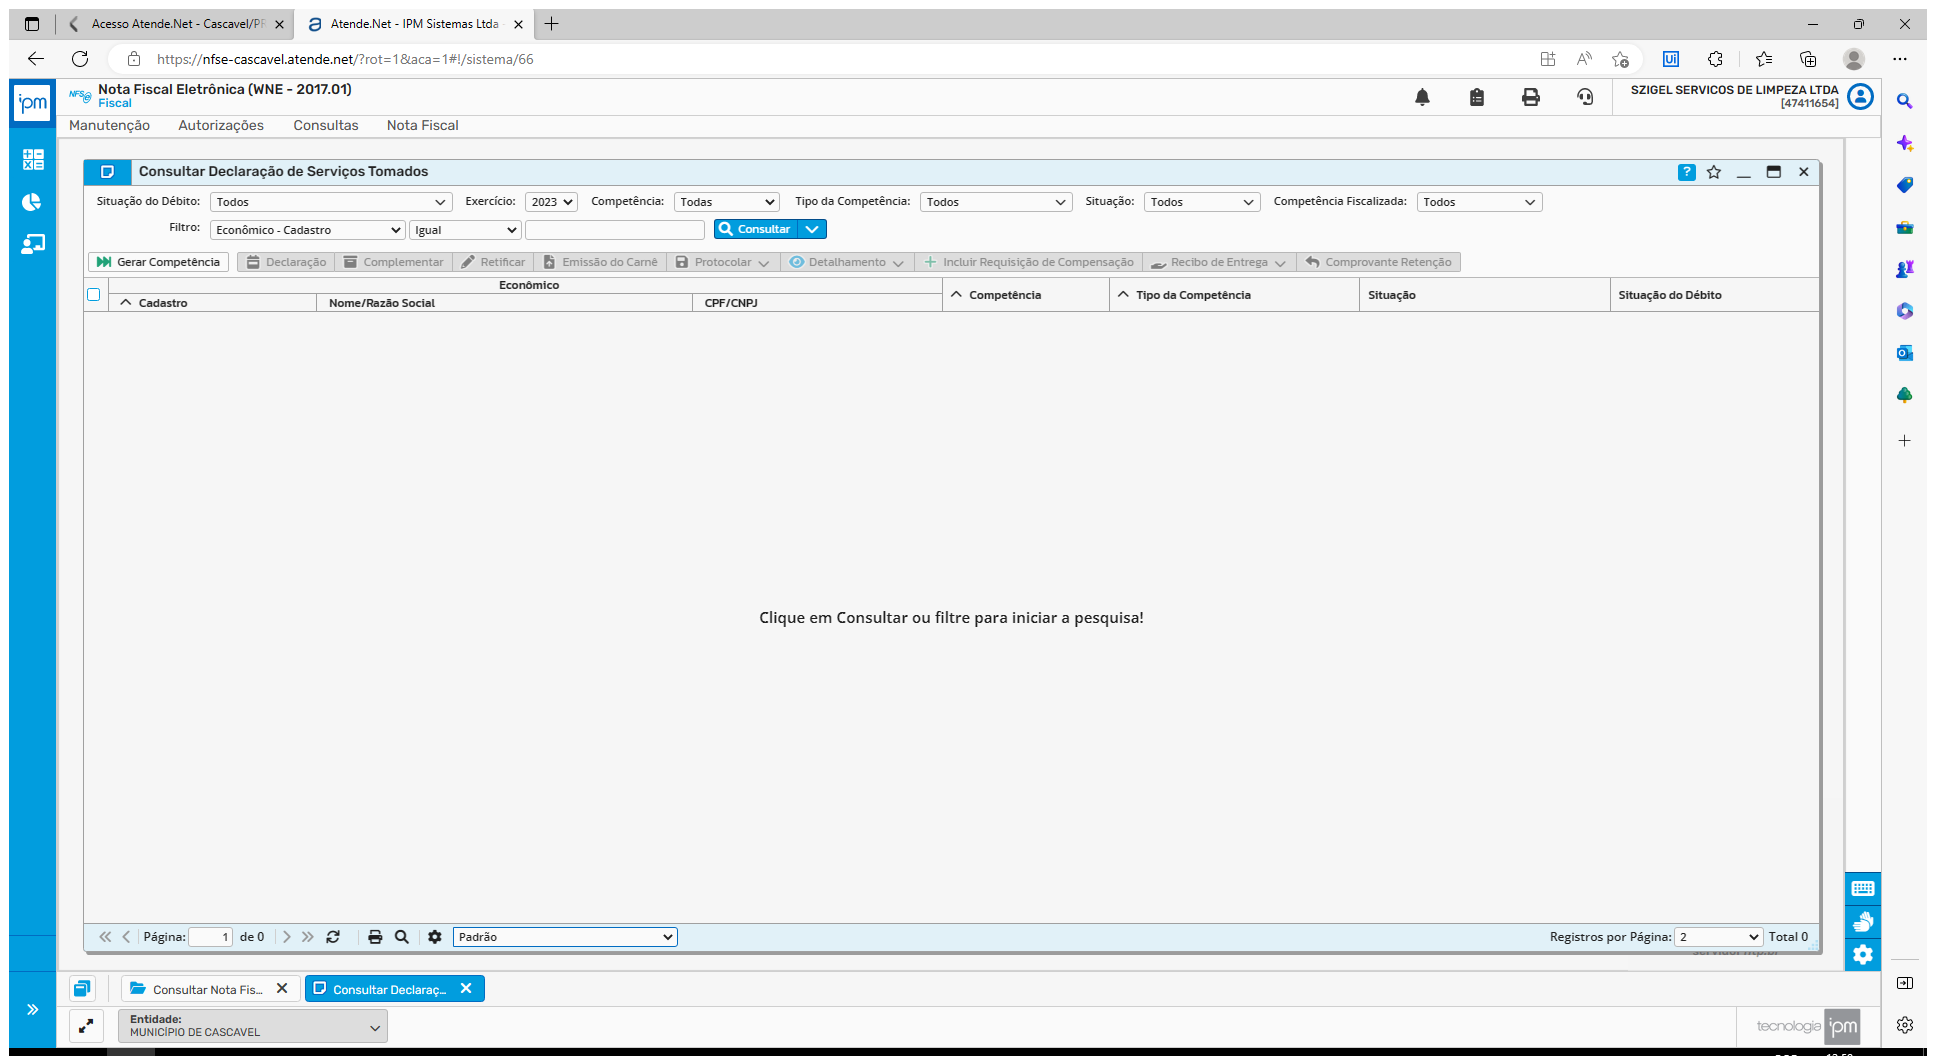 Acesso Atende.Net - Cascavel/PR
Atende.Net - IPM Sistemas Ltda
https://nfse-cascavel.atende.net/?rot=1&aca=1#!/sistema/66
ipm
NFS@
Nota Fiscal Eletrônica (WNE - 2017.01)
Fiscal
SZIGEL SERVICOS DE LIMPEZA LTDA
[47411654]
Manutenção Autorizações Consultas Nota Fiscal
Consultar Declaração de Serviços Tomados
Situação do Débito: Todos Exercício: 2023 Competência: Todas Tipo da Competência: Todos Situação: Todos Competência Fiscalizada: Todos
Filtro: Econômico - Cadastro Igual Consultar
Gerar Competência Declaração Complementar Retificar Emissão do Carnê Protocolar Detalhamento Incluir Requisição de Compensação Recibo de Entrega Comprovante Retenção
Econômico
Cadastro Nome/Razão Social CPF/CNPJ Competência Tipo da Competência Situação Situação do Débito
Clique em Consultar ou filtre para iniciar a pesquisa!
Página: 1 de 0 Padrão Registros por Página: 2 Total 0
Consultar Nota Fis... Consultar Declaraç...
Entidade:
MUNICÍPIO DE CASCAVEL
tecnologia ipm